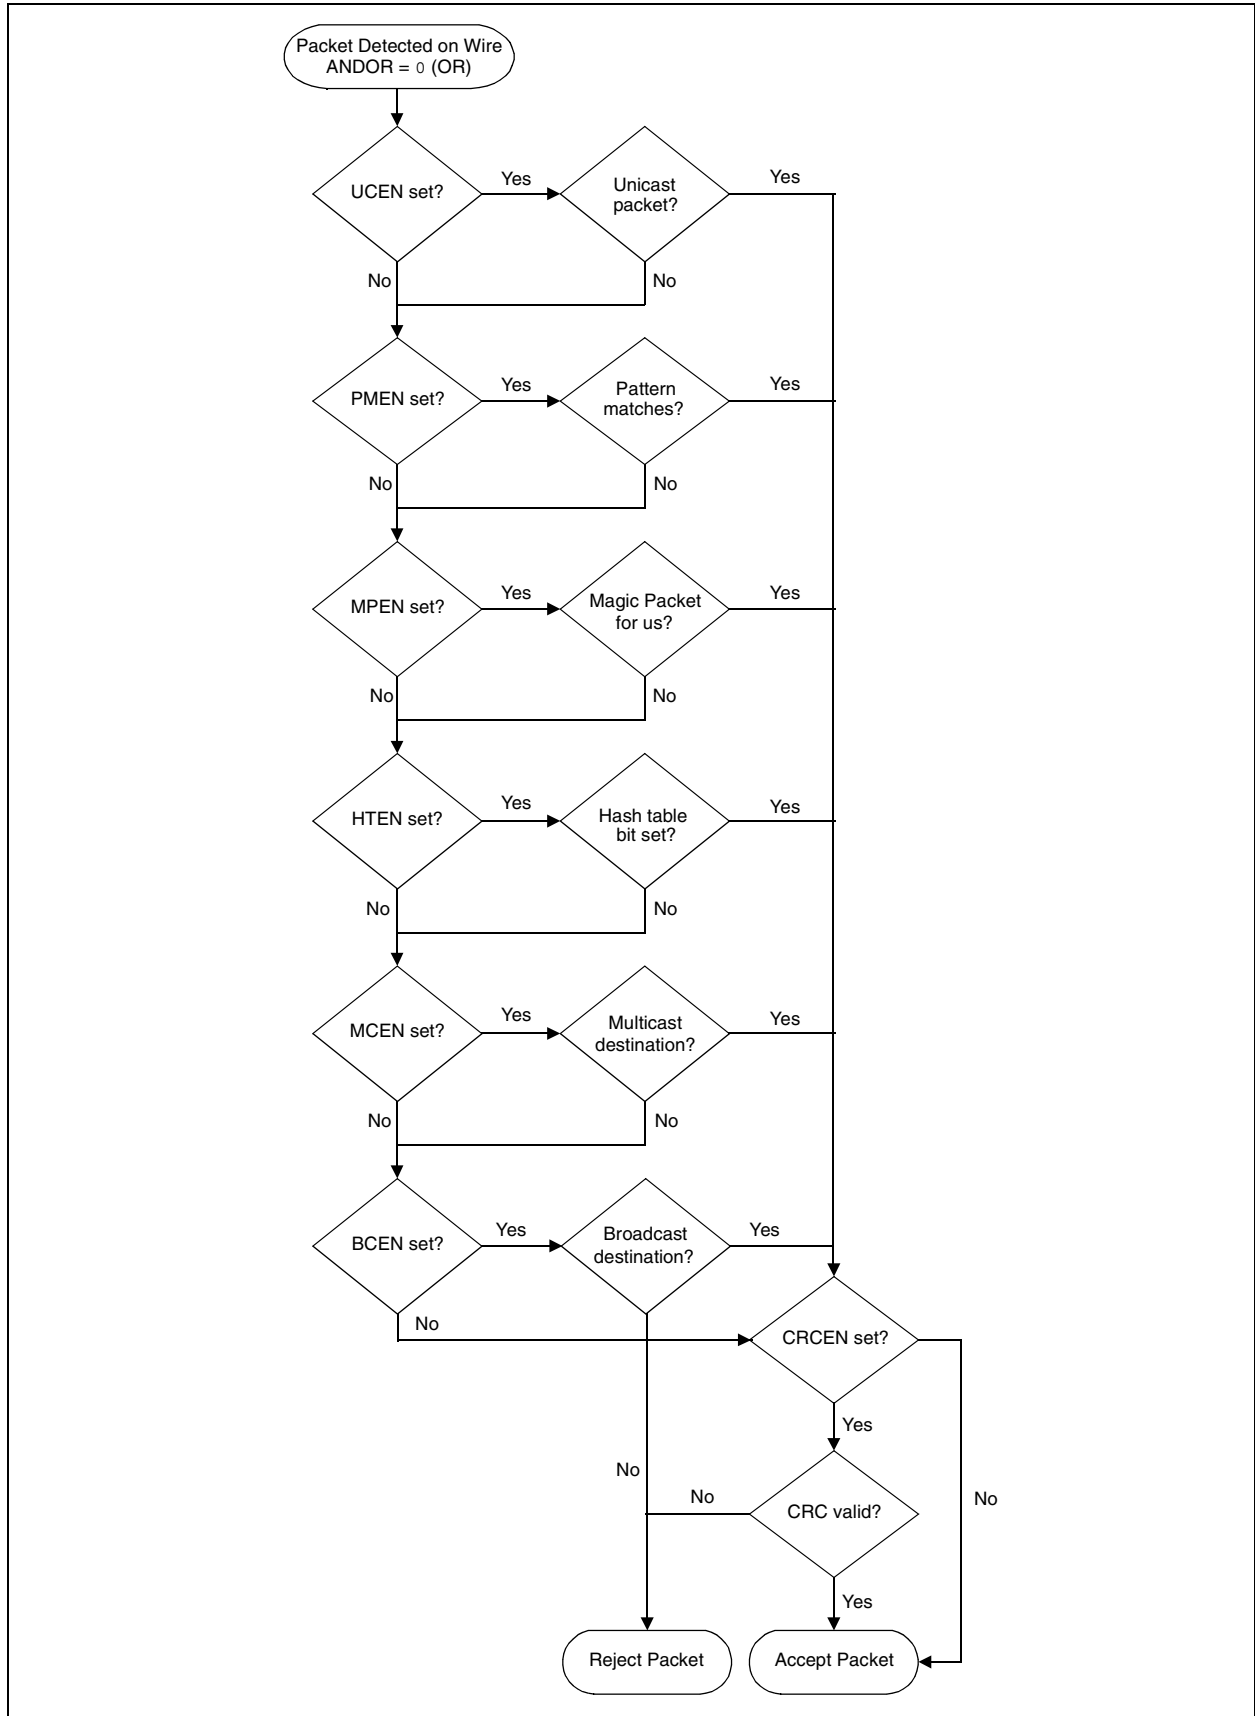 Packet Detected on Wire
ANDOR = 0 (OR)
UCEN set?
Yes
Unicast
packet?
Yes
No
No
PMEN set?
Yes
Pattern
matches?
Yes
No
No
MPEN set?
Yes
Magic Packet
for us?
Yes
No
No
HTEN set?
Yes
Hash table
bit set?
Yes
No
No
MCEN set?
Yes
Multicast
destination?
Yes
No
No
BCEN set?
Yes
Broadcast
destination?
Yes
No
CRCEN set?
Yes
No
No
CRC valid?
No
Yes
Reject Packet
Accept Packet